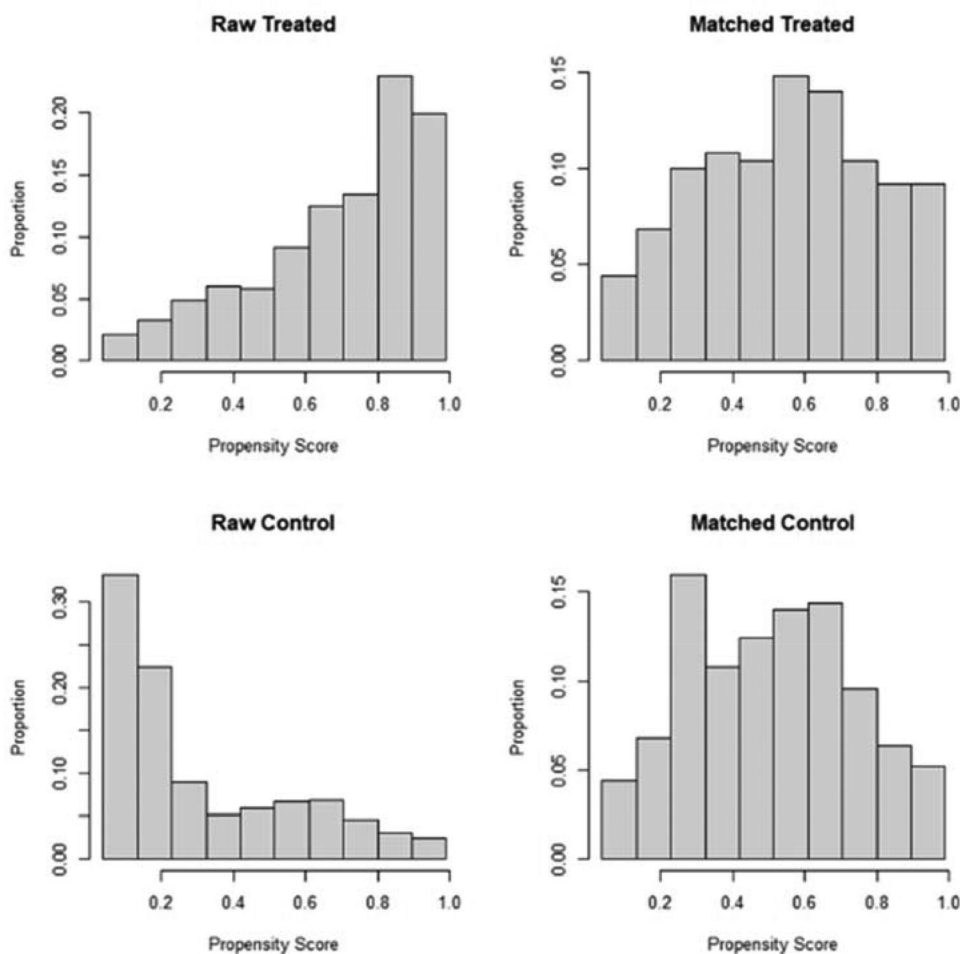 Raw Treated
Proportion
0.00 0.05 0.10 0.15 0.20
0.2 0.4 0.6 0.8 1.0
Propensity Score
Matched Treated
Proportion
0.00 0.05 0.10 0.15
0.2 0.4 0.6 0.8 1.0
Propensity Score
Raw Control
Proportion
0.00 0.10 0.20 0.30
0.2 0.4 0.6 0.8 1.0
Propensity Score
Matched Control
Proportion
0.00 0.05 0.10 0.15
0.2 0.4 0.6 0.8 1.0
Propensity Score